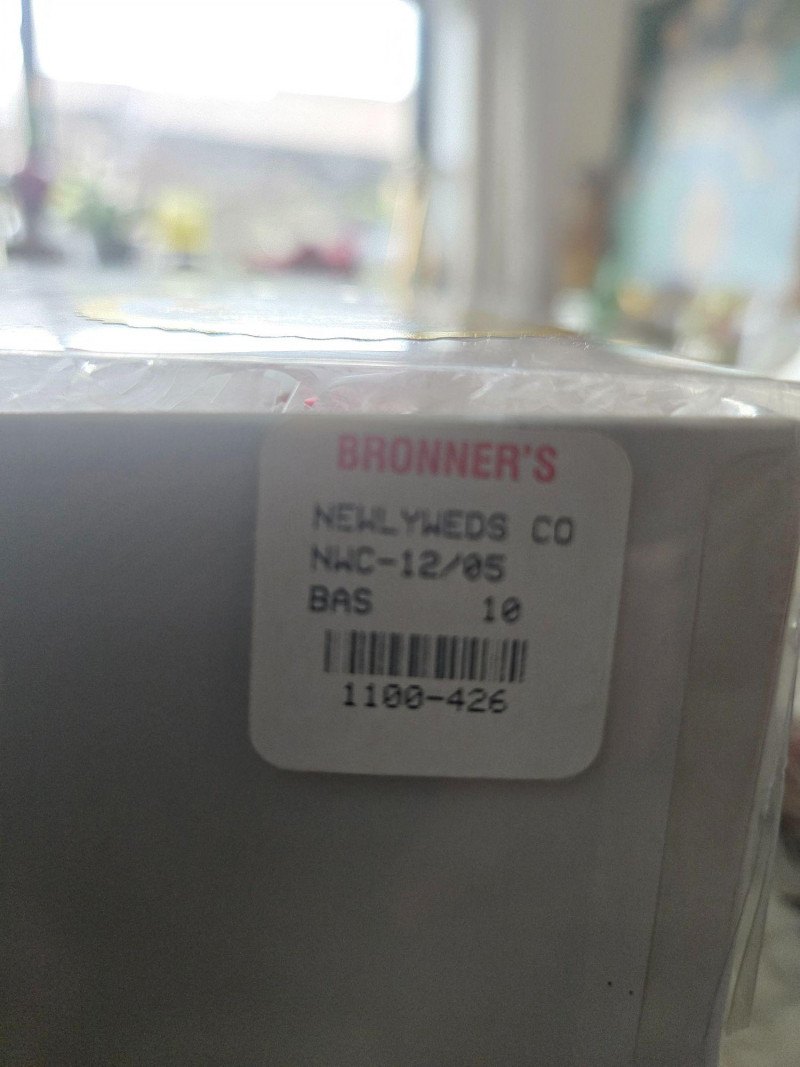 BRONNER'S
NEWLYWEDS CO
NWC-12/05
BAS 10
1100-426